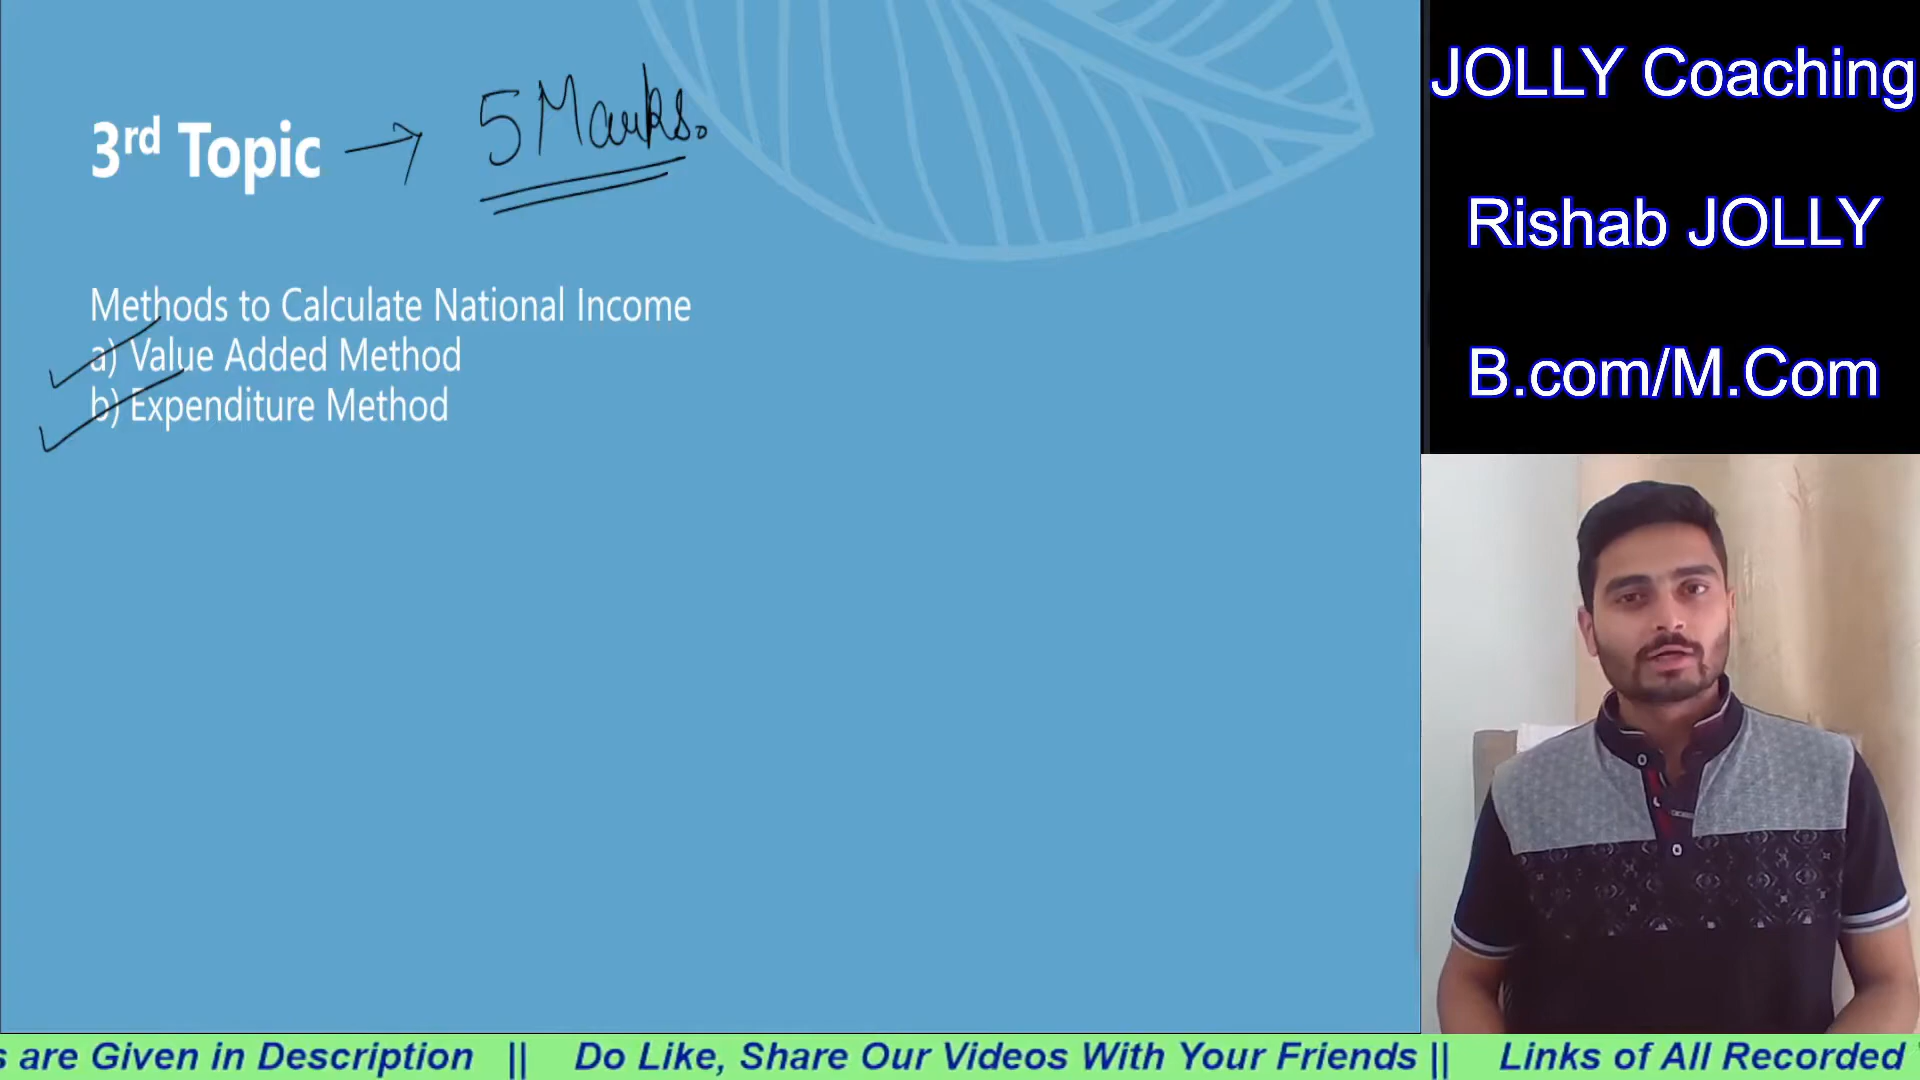 3rd Topic → 5 Marks.
Methods to Calculate National Income
a) Value Added Method
b) Expenditure Method
JOLLY Coaching
Rishab JOLLY
B.com/M.Com
s are Given in Description || Do Like, Share Our Videos With Your Friends || Links of All Recorded